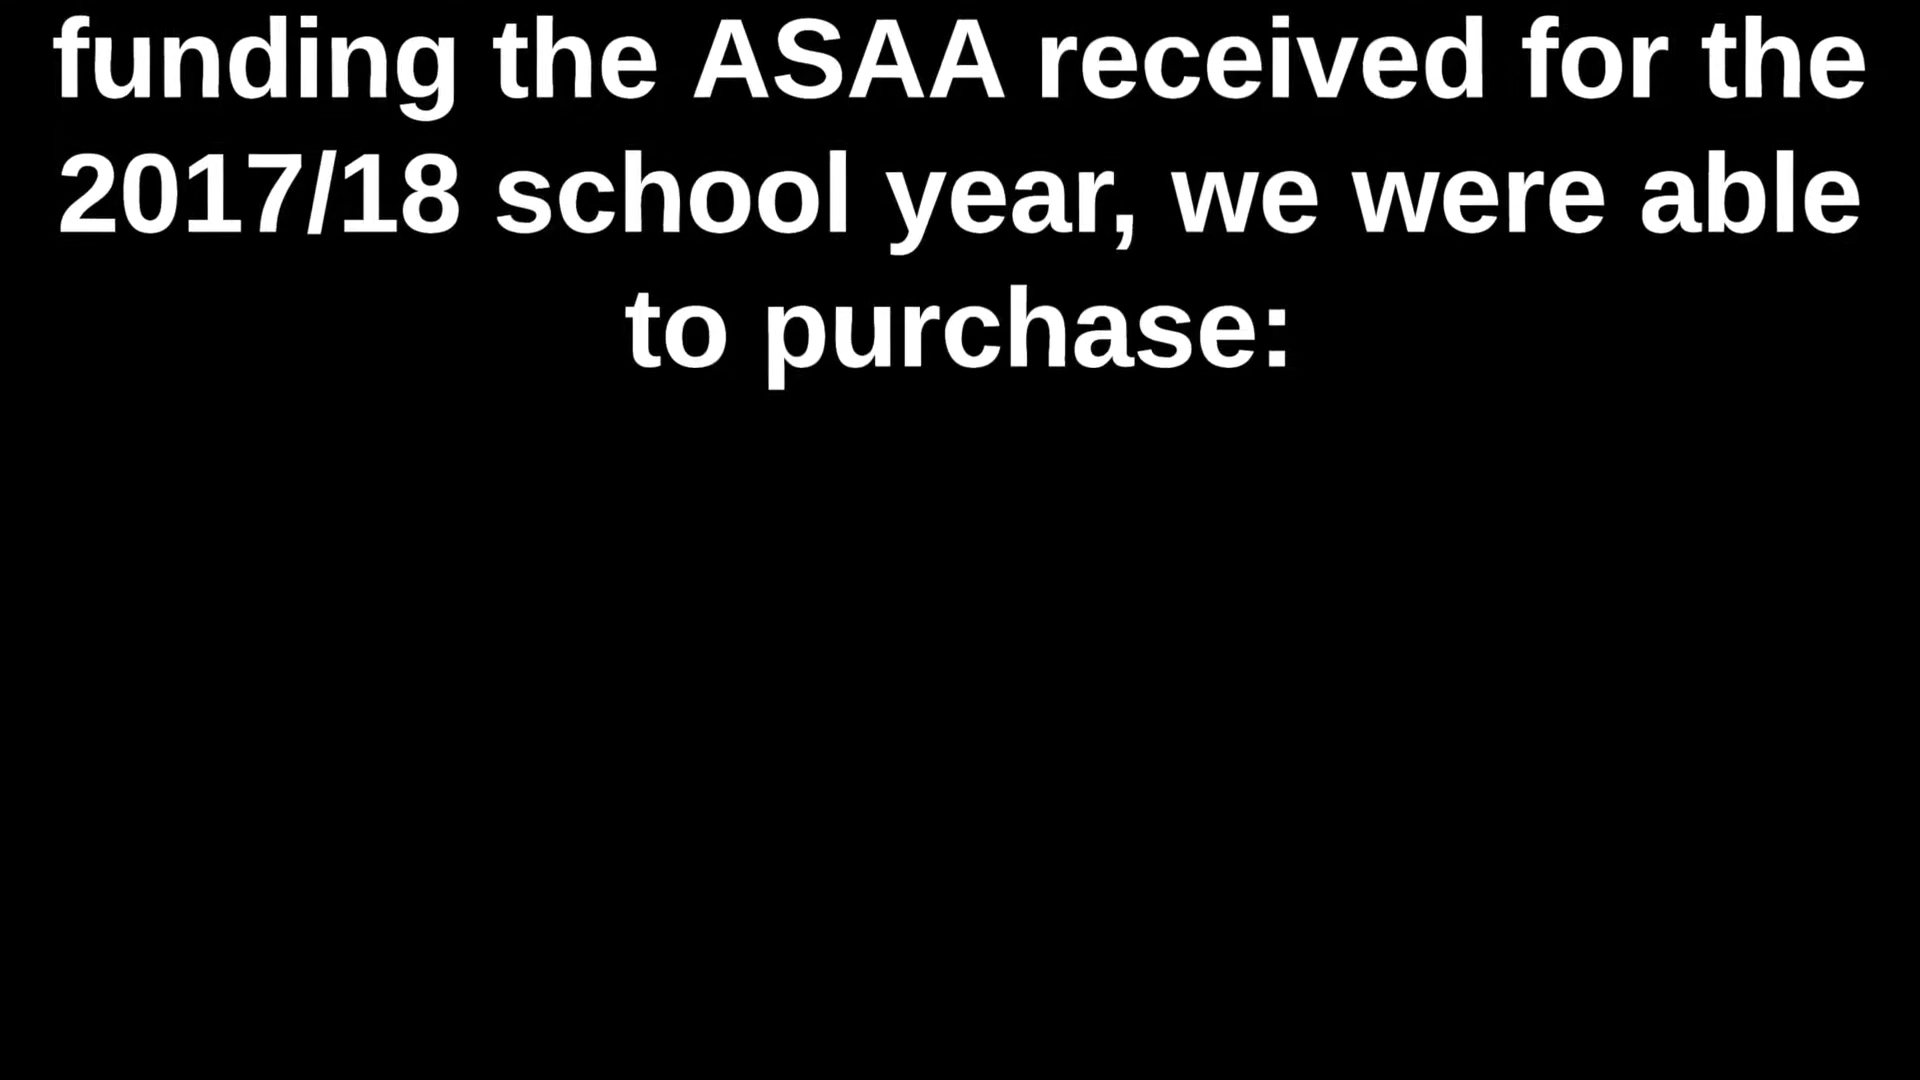 funding the ASAA received for the
2017/18 school year, we were able
to purchase: